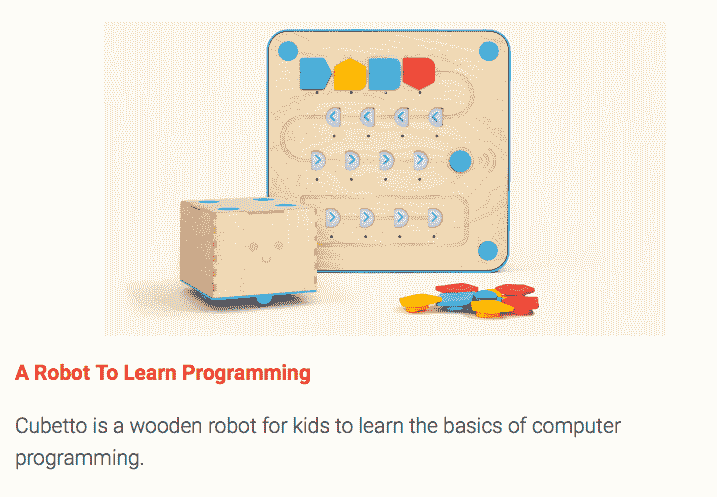 A Robot To Learn Programming
Cubetto is a wooden robot for kids to learn the basics of computer
programming.